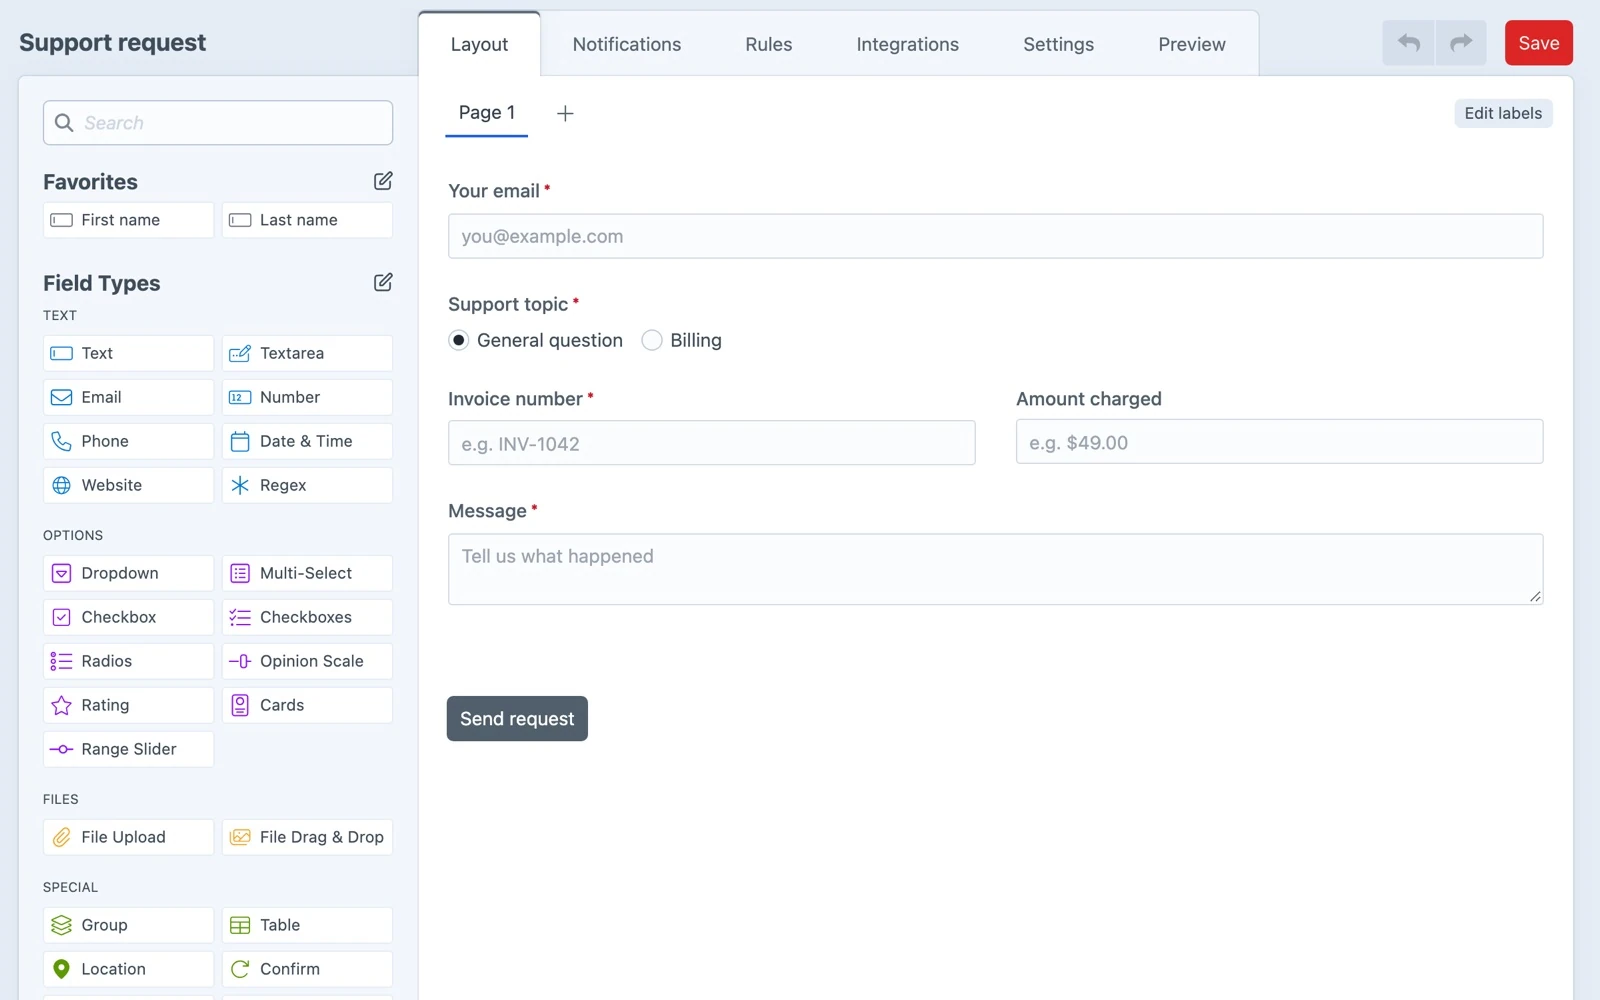 Support request
Layout
Notifications
Rules
Integrations
Settings
Preview
Save
Search
Favorites
First name
Last name
Field Types
TEXT
Text
Textarea
Email
12 Number
Phone
Date & Time
Website
Regex
OPTIONS
Dropdown
Multi-Select
Checkbox
Checkboxes
Radios
Opinion Scale
Rating
Cards
Range Slider
FILES
File Upload
File Drag & Drop
SPECIAL
Group
Table
Location
Confirm
Page 1
Edit labels
Your email *
you@example.com
Support topic *
General question
Billing
Invoice number *
Amount charged
e.g. INV-1042
e.g. $49.00
Message *
Tell us what happened
Send request